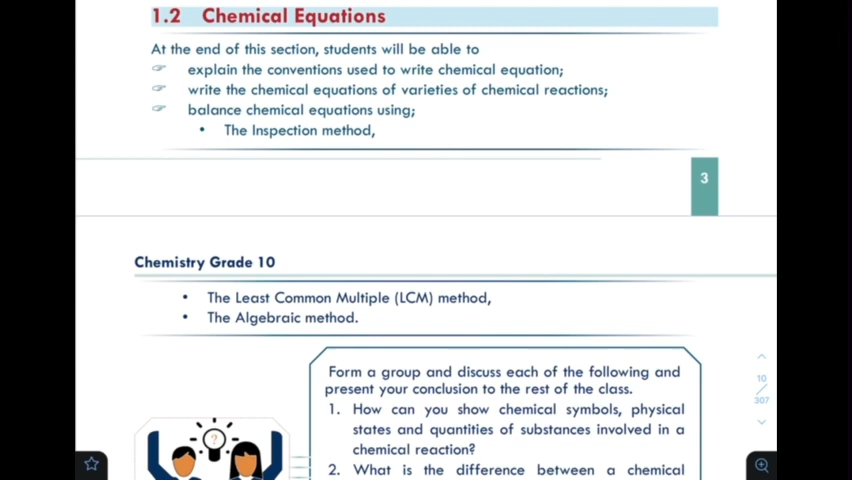 1.2 Chemical Equations
At the end of this section, students will be able to
explain the conventions used to write chemical equation;
write the chemical equations of varieties of chemical reactions;
balance chemical equations using;
• The Inspection method,
3
Chemistry Grade 10
• The Least Common Multiple (LCM) method,
• The Algebraic method.
Form a group and discuss each of the following and
present your conclusion to the rest of the class.
1. How can you show chemical symbols, physical
states and quantities of substances involved in a
chemical reaction?
2. What is the difference between a chemical
?
10
/
307